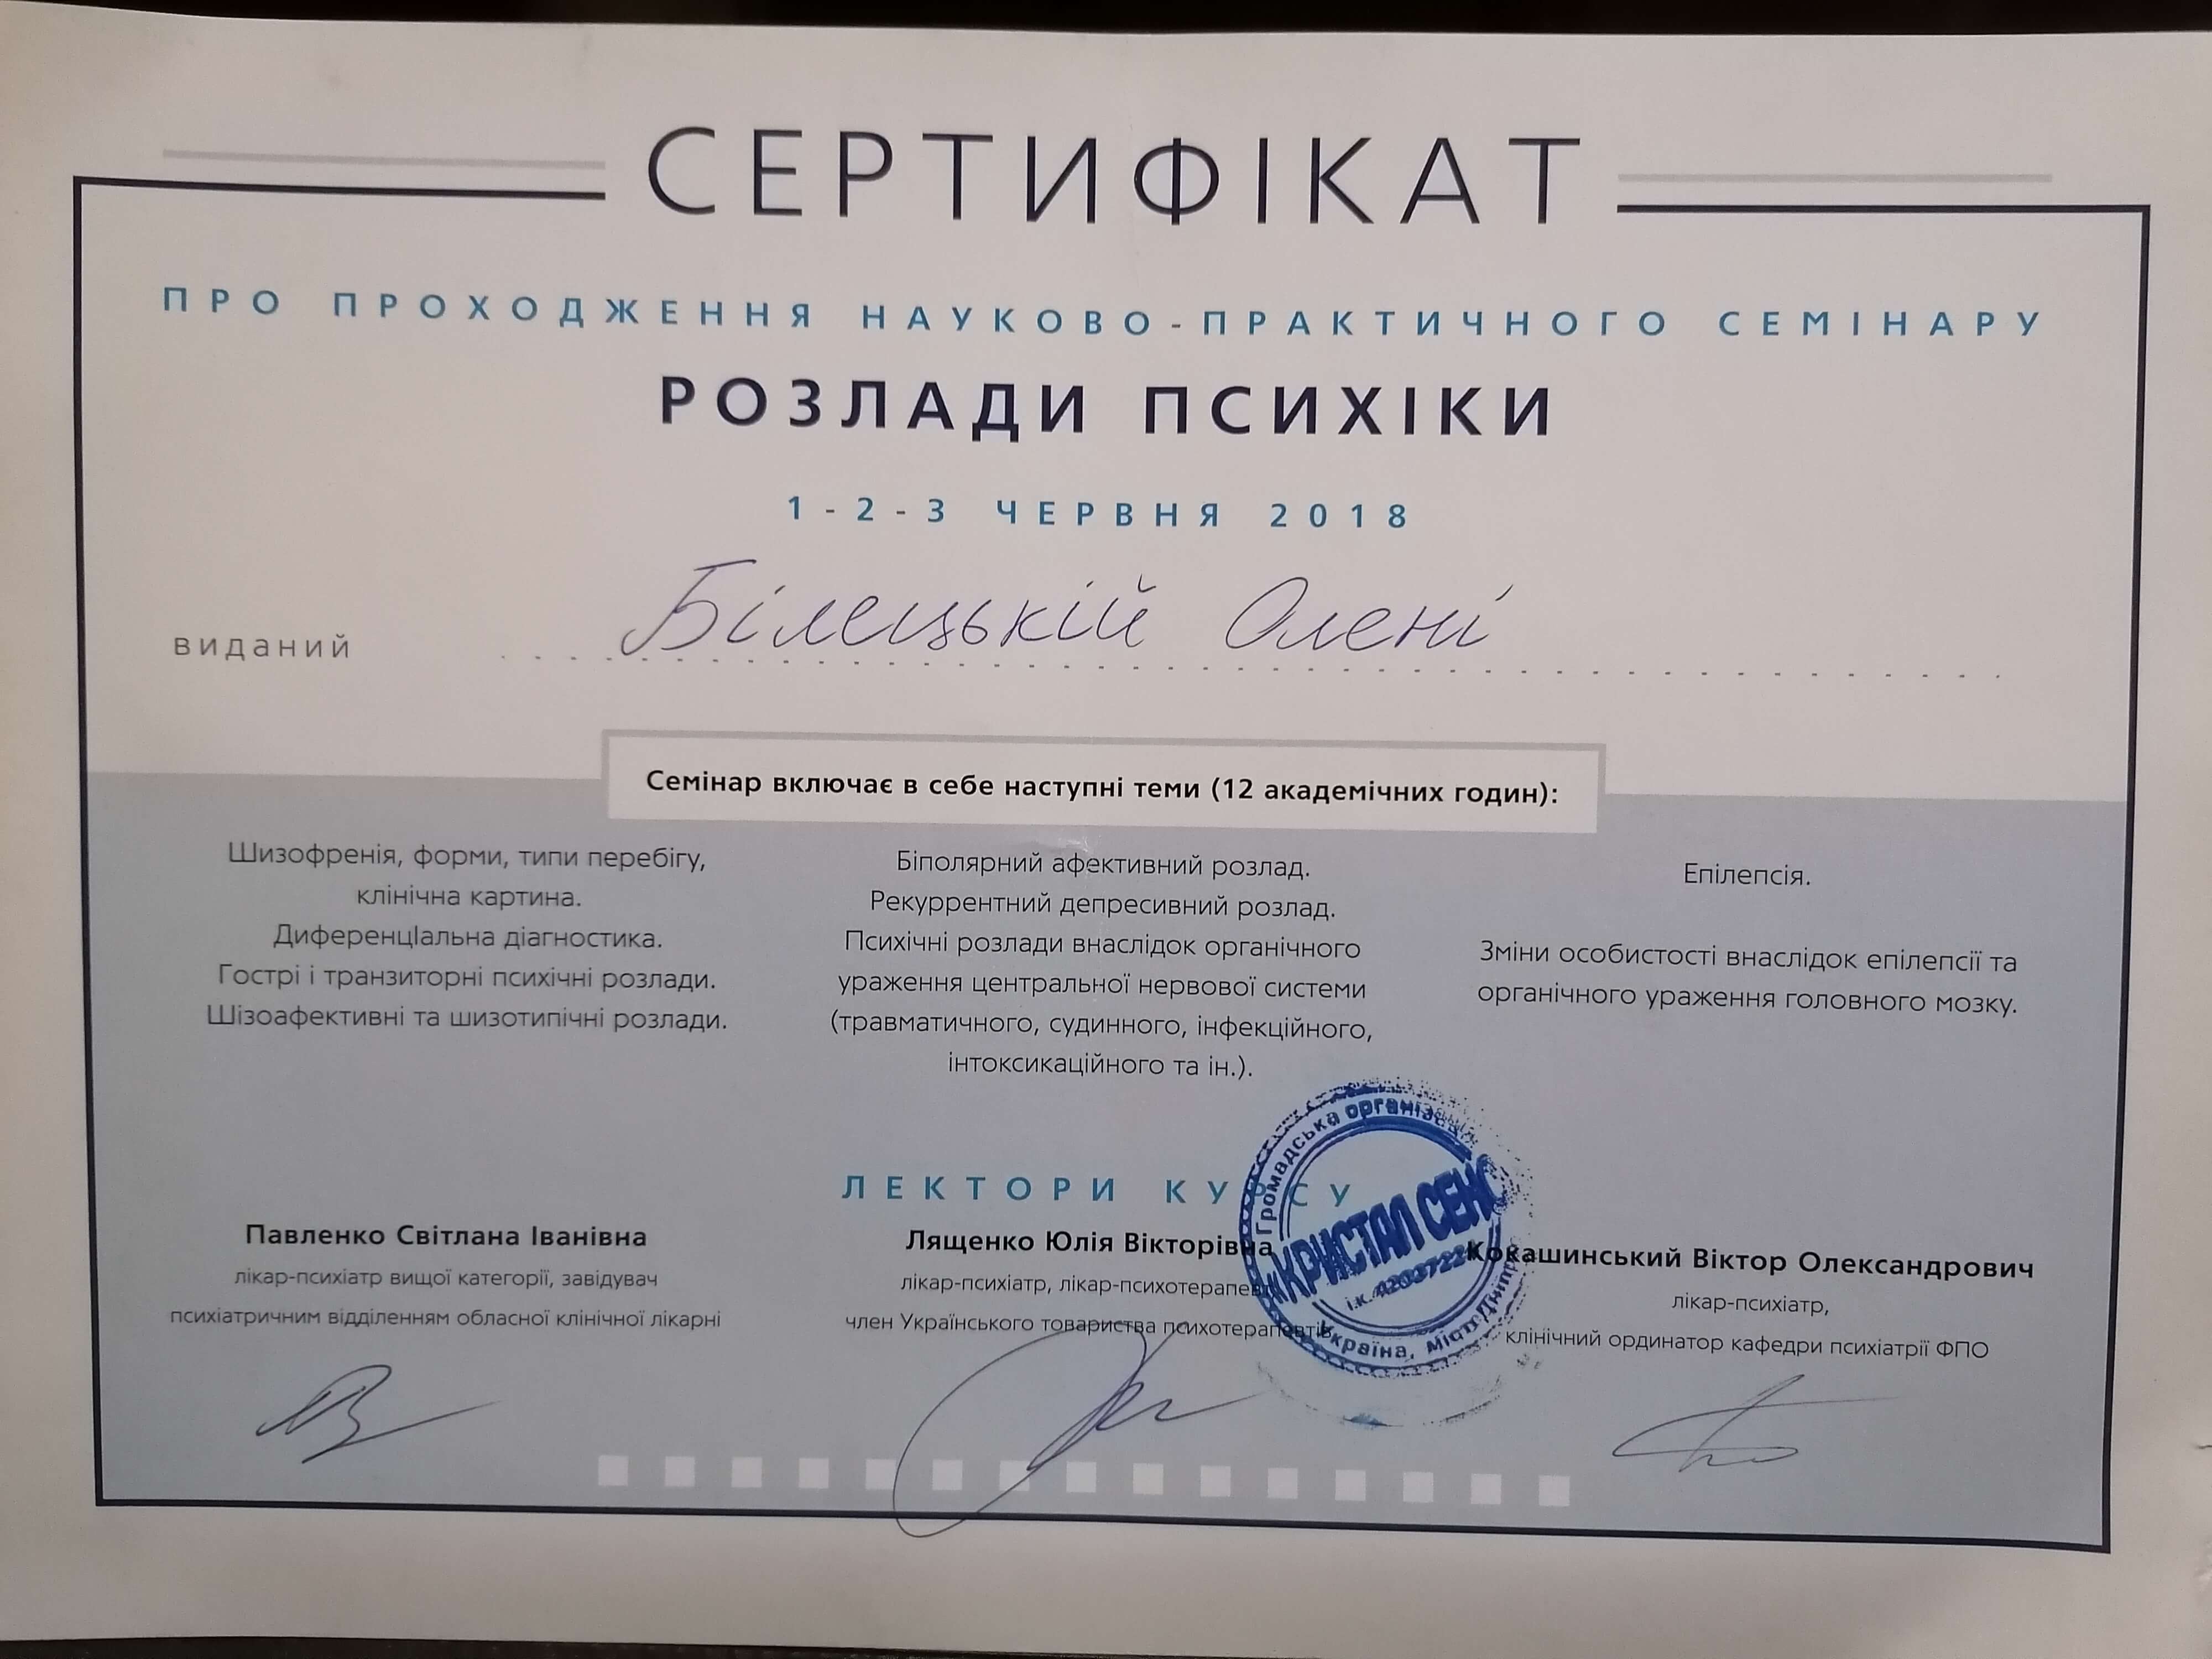 СЕРТИФІКАТ
ПРО ПРОХОДЖЕННЯ НАУКОВО-ПРАКТИЧНОГО СЕМІНАРУ
РОЗЛАДИ ПСИХІКИ
1-2-3 ЧЕРВНЯ 2018
виданий Білецькій Олені
Семінар включає в себе наступні теми (12 академічних годин):
Шизофренія, форми, типи перебігу,
клінічна картина.
ДиференцІальна діагностика.
Гострі і транзиторні психічні розлади.
Шізоафективні та шизотипічні розлади.
Біполярний афективний розлад.
Рекуррентний депресивний розлад.
Психічні розлади внаслідок органічного
ураження центральної нервової системи
(травматичного, судинного, інфекційного,
інтоксикаційного та ін.).
Епілепсія.
Зміни особистості внаслідок епілепсії та
органічного ураження головного мозку.
ЛЕКТОРИ КУРСУ
Павленко Світлана Іванівна
лікар-психіатр вищої категорії, завідувач
психіатричним відділенням обласної клінічної лікарні
Лященко Юлія Вікторівна
лікар-психіатр, лікар-психотерапевт
член Українського товариства психотерапевтів
Кокашинський Віктор Олександрович
лікар-психіатр,
клінічний ординатор кафедри психіатрії ФПО
Громадська організація
«КРИСТАЛ СЕНС
і.к.
Україна, місто Дніпро